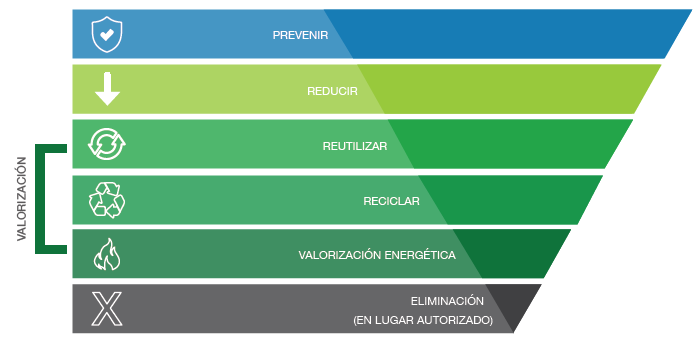 PREVENIR
REDUCIR
REUTILIZAR
RECICLAR
VALORIZACIÓN ENERGÉTICA
ELIMINACIÓN
(EN LUGAR AUTORIZADO)
VALORIZACIÓN